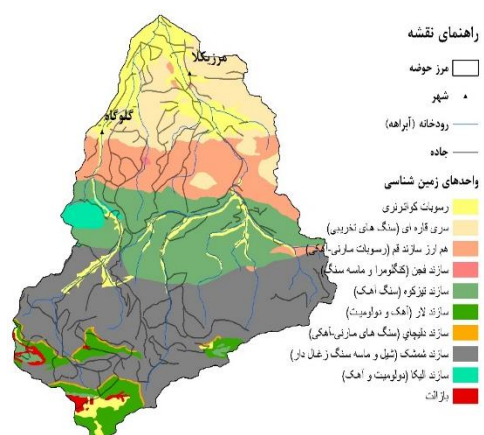 راهنمای نقشه
مرز حوضه
شهر
رودخانه (آبراهه)
جاده
واحدهای زمین شناسی
رسوبات کواترنری
سری قاره ای (سنگ های تخریبی)
هم ارز سازند قم (رسوبات مارنی-آهکی)
سازند فجن (کنگلومرا و ماسه سنگ)
سازند تیزکوه (سنگ آهک)
سازند لار (آهک و دولومیت)
سازند دلیچای (سنگ های مارنی-آهکی)
سازند شمشک (شیل و ماسه سنگ زغال دار)
سازند الیکا (دولومیت و آهک)
بازالت
مرزیکلا
گلوگاه